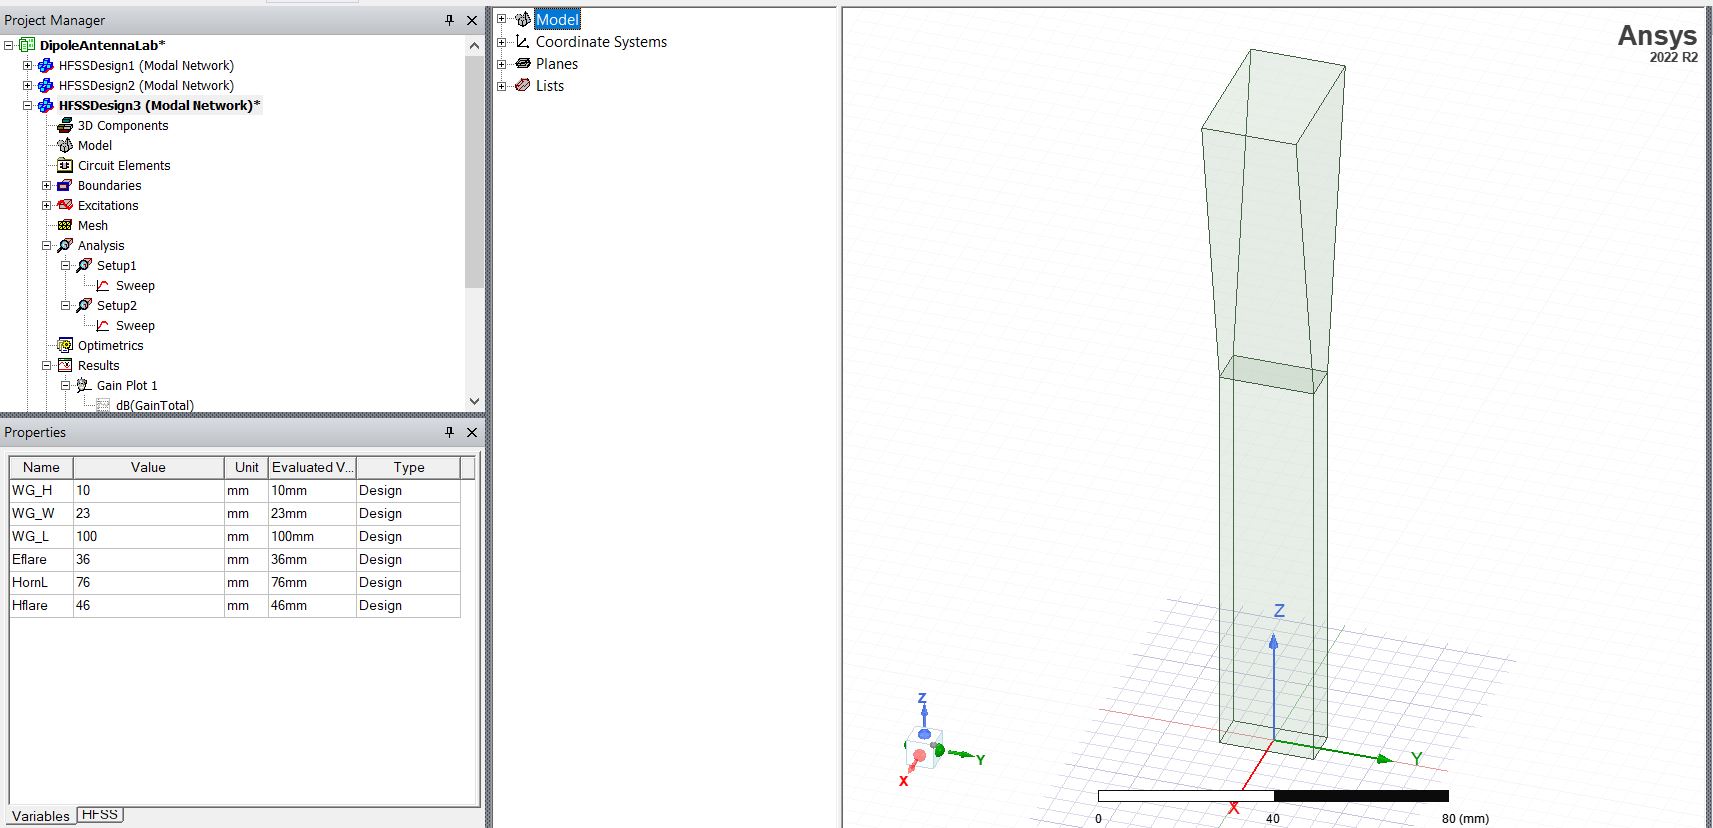 Project Manager
DipoleAntennaLab*
HFSSDesign1 (Modal Network)
HFSSDesign2 (Modal Network)
HFSSDesign3 (Modal Network)*
3D Components
Model
Circuit Elements
Boundaries
Excitations
Mesh
Analysis
Setup1
Sweep
Setup2
Sweep
Optimetrics
Results
Gain Plot 1
dB(GainTotal)
Properties
Name Value Unit Evaluated V... Type
WG_H 10 mm 10mm Design
WG_W 23 mm 23mm Design
WG_L 100 mm 100mm Design
Eflare 36 mm 36mm Design
HornL 76 mm 76mm Design
Hflare 46 mm 46mm Design
Variables HFSS
Model
Coordinate Systems
Planes
Lists
Ansys
2022 R2
Z
Y
X
Z
Y
X
0 40 80 (mm)